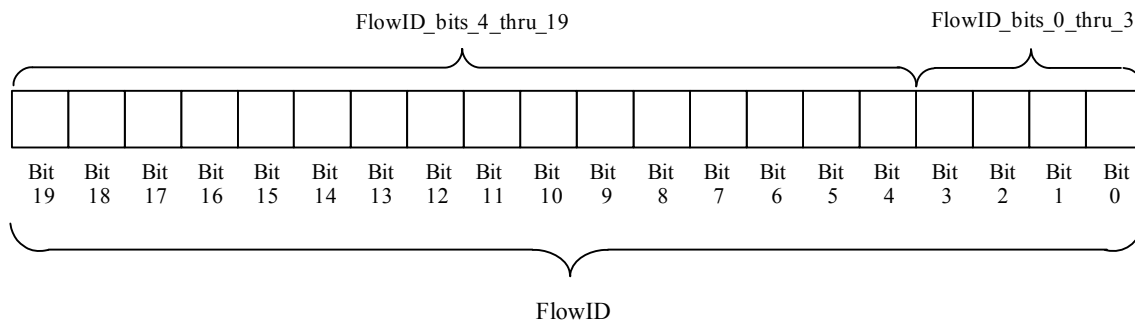 FlowID_bits_4_thru_19 FlowID_bits_0_thru_3
Bit Bit Bit Bit Bit Bit Bit Bit Bit Bit Bit Bit Bit Bit Bit Bit Bit Bit Bit Bit
19 18 17 16 15 14 13 12 11 10 9 8 7 6 5 4 3 2 1 0
FlowID